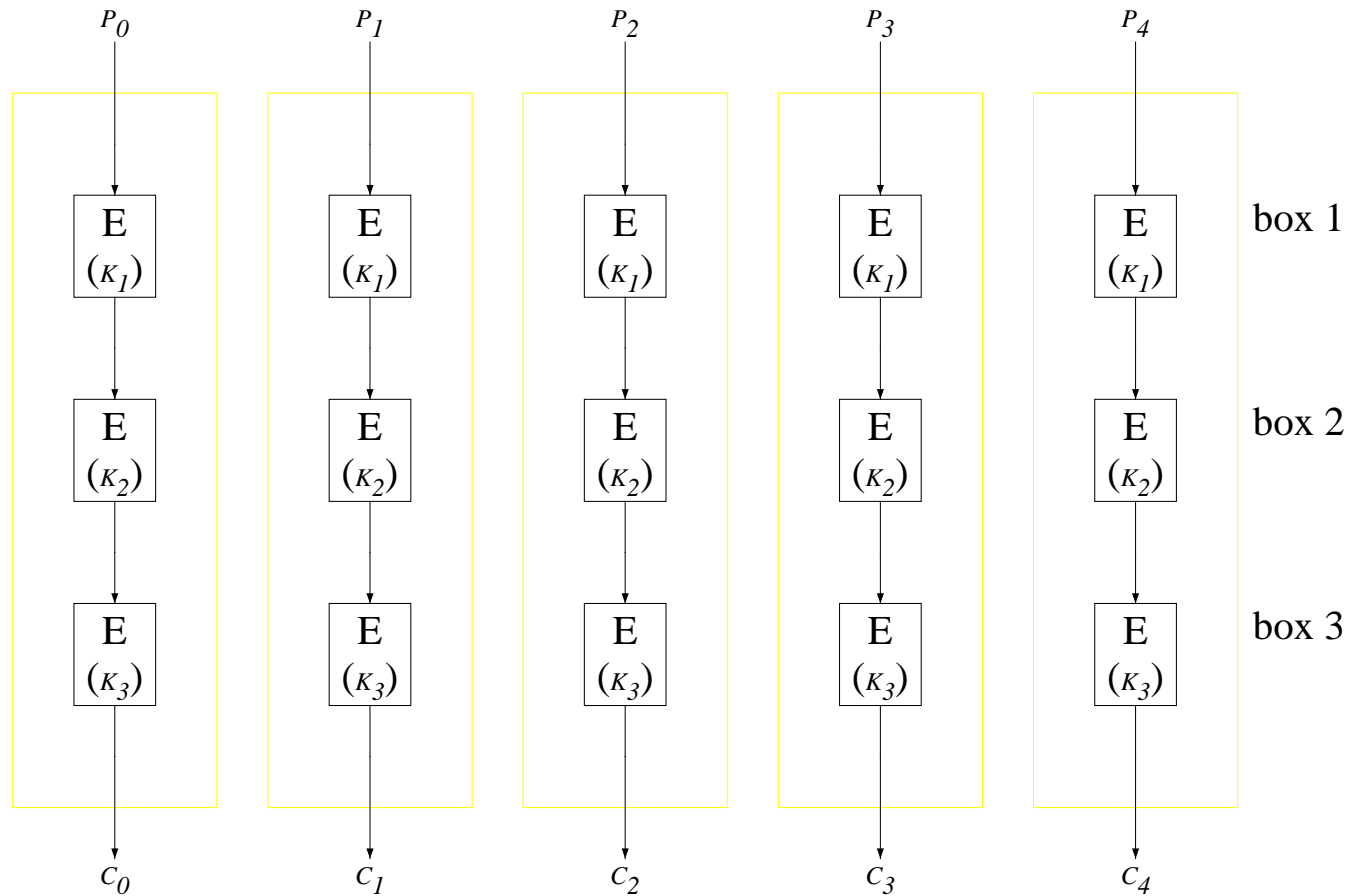 P0 P1 P2 P3 P4
E E E E E box 1
(K1) (K1) (K1) (K1) (K1)
E E E E E box 2
(K2) (K2) (K2) (K2) (K2)
E E E E E box 3
(K3) (K3) (K3) (K3) (K3)
C0 C1 C2 C3 C4